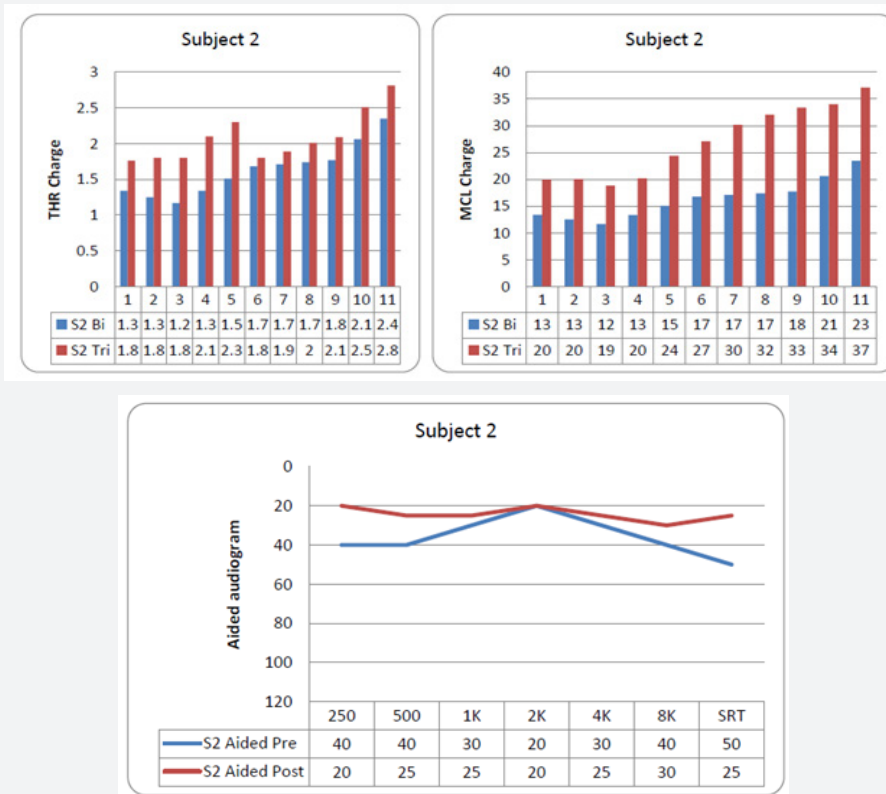 Subject 2
THR Charge
3
2.5
2
1.5
1
0.5
0
1 2 3 4 5 6 7 8 9 10 11
S2 Bi 1.3 1.3 1.2 1.3 1.5 1.7 1.7 1.7 1.8 2.1 2.4
S2 Tri 1.8 1.8 1.8 2.1 2.3 1.8 1.9 2 2.1 2.5 2.8
Subject 2
MCL Charge
40
35
30
25
20
15
10
5
0
1 2 3 4 5 6 7 8 9 10 11
S2 Bi 13 13 12 13 15 17 17 17 18 21 23
S2 Tri 20 20 19 20 24 27 30 32 33 34 37
Subject 2
Aided audiogram
0
20
40
60
80
100
120
250 500 1K 2K 4K 8K SRT
S2 Aided Pre 40 40 30 20 30 40 50
S2 Aided Post 20 25 25 20 25 30 25